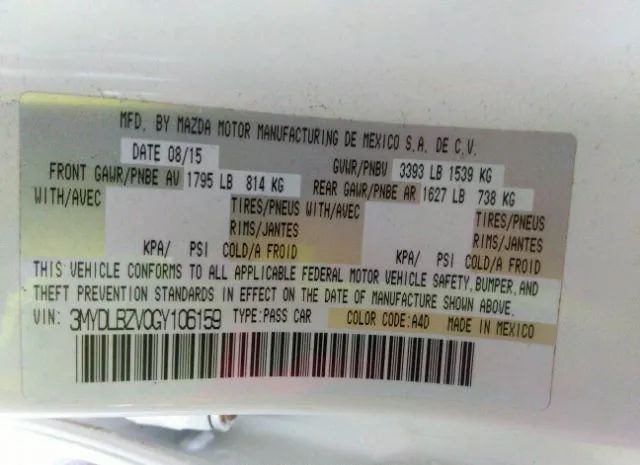 MFD. BY MAZDA MOTOR MANUFACTURING DE MEXICO S.A. DE C.V.
DATE 08/15 GVWR/PNBV 3393 LB 1539 KG
FRONT GAWR/PNBE AV 1795 LB 814 KG REAR GAWR/PNBE AR 1627 LB 738 KG
WITH/AVEC TIRES/PNEUS WITH/AVEC TIRES/PNEUS
RIMS/JANTES RIMS/JANTES
KPA/ PSI COLD/A FROID KPA/ PSI COLD/A FROID
THIS VEHICLE CONFORMS TO ALL APPLICABLE FEDERAL MOTOR VEHICLE SAFETY, BUMPER, AND
THEFT PREVENTION STANDARDS IN EFFECT ON THE DATE OF MANUFACTURE SHOWN ABOVE.
VIN: 3MYDLBZV0GY106159 TYPE:PASS CAR COLOR CODE:A4D MADE IN MEXICO